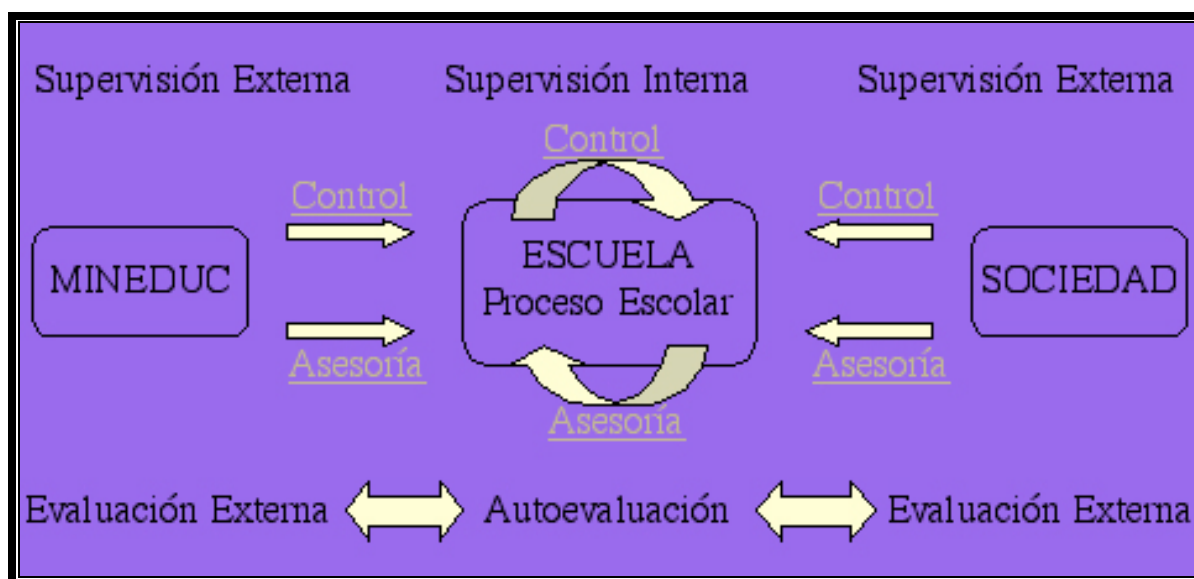 Supervisión Externa
Supervisión Interna
Supervisión Externa
Control
Control
Control
MINEDUC
ESCUELA
Proceso Escolar
SOCIEDAD
Asesoría
Asesoría
Asesoría
Evaluación Externa
Autoevaluación
Evaluación Externa